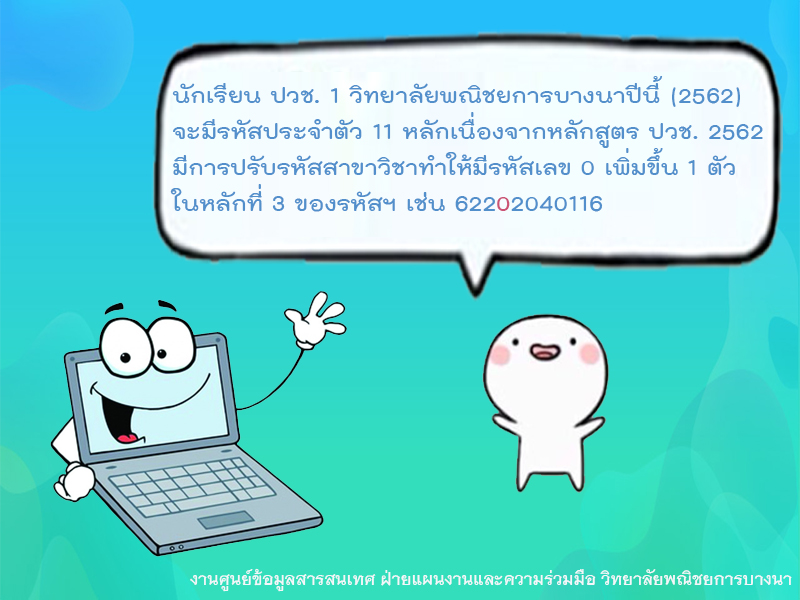 นักเรียน ปวช. 1 วิทยาลัยพณิชยการบางนาปีนี้ (2562)
จะมีรหัสประจำตัว 11 หลักเนื่องจากหลักสูตร ปวช. 2562
มีการปรับรหัสสาขาวิชาทำให้มีรหัสเลข 0 เพิ่มขึ้น 1 ตัว
ในหลักที่ 3 ของรหัสฯ เช่น 62202040116
งานศูนย์ข้อมูลสารสนเทศ ฝ่ายแผนงานและความร่วมมือ วิทยาลัยพณิชยการบางนา